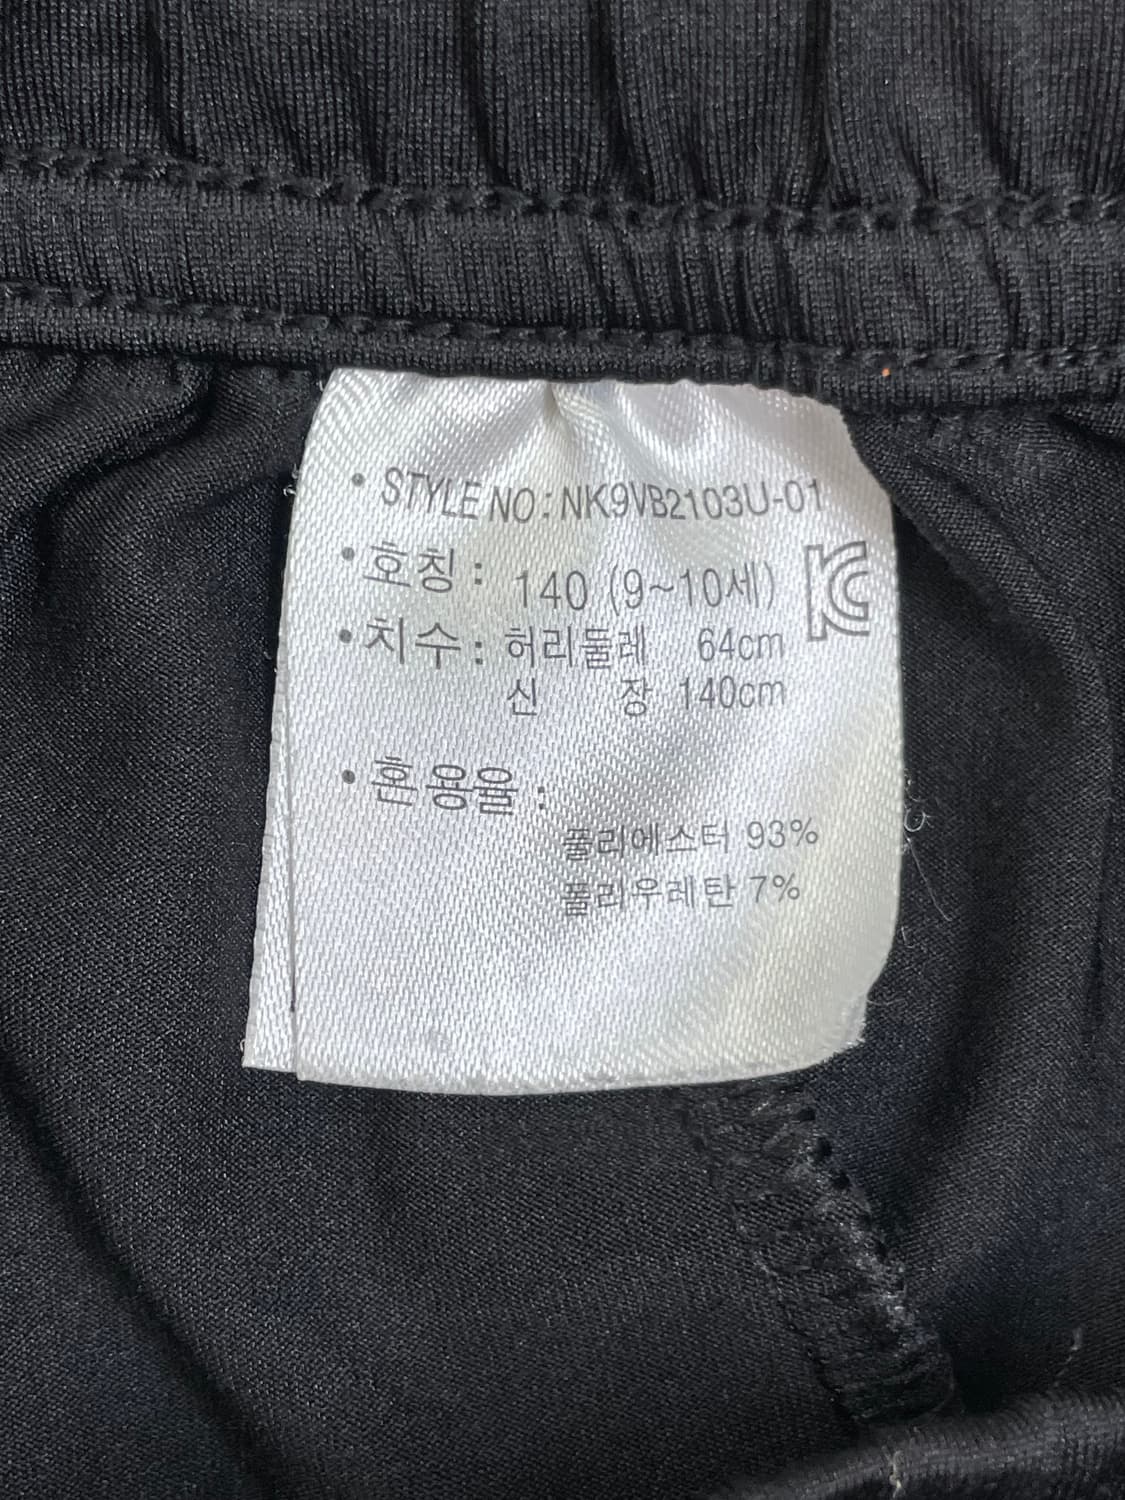 • STYLE NO : NK9VB2103U-01
• 호칭 : 140 (9~10세)
• 치수 : 허리둘레 64cm
신 장 140cm
• 혼용율 :
폴리에스터 93%
폴리우레탄 7%
KC